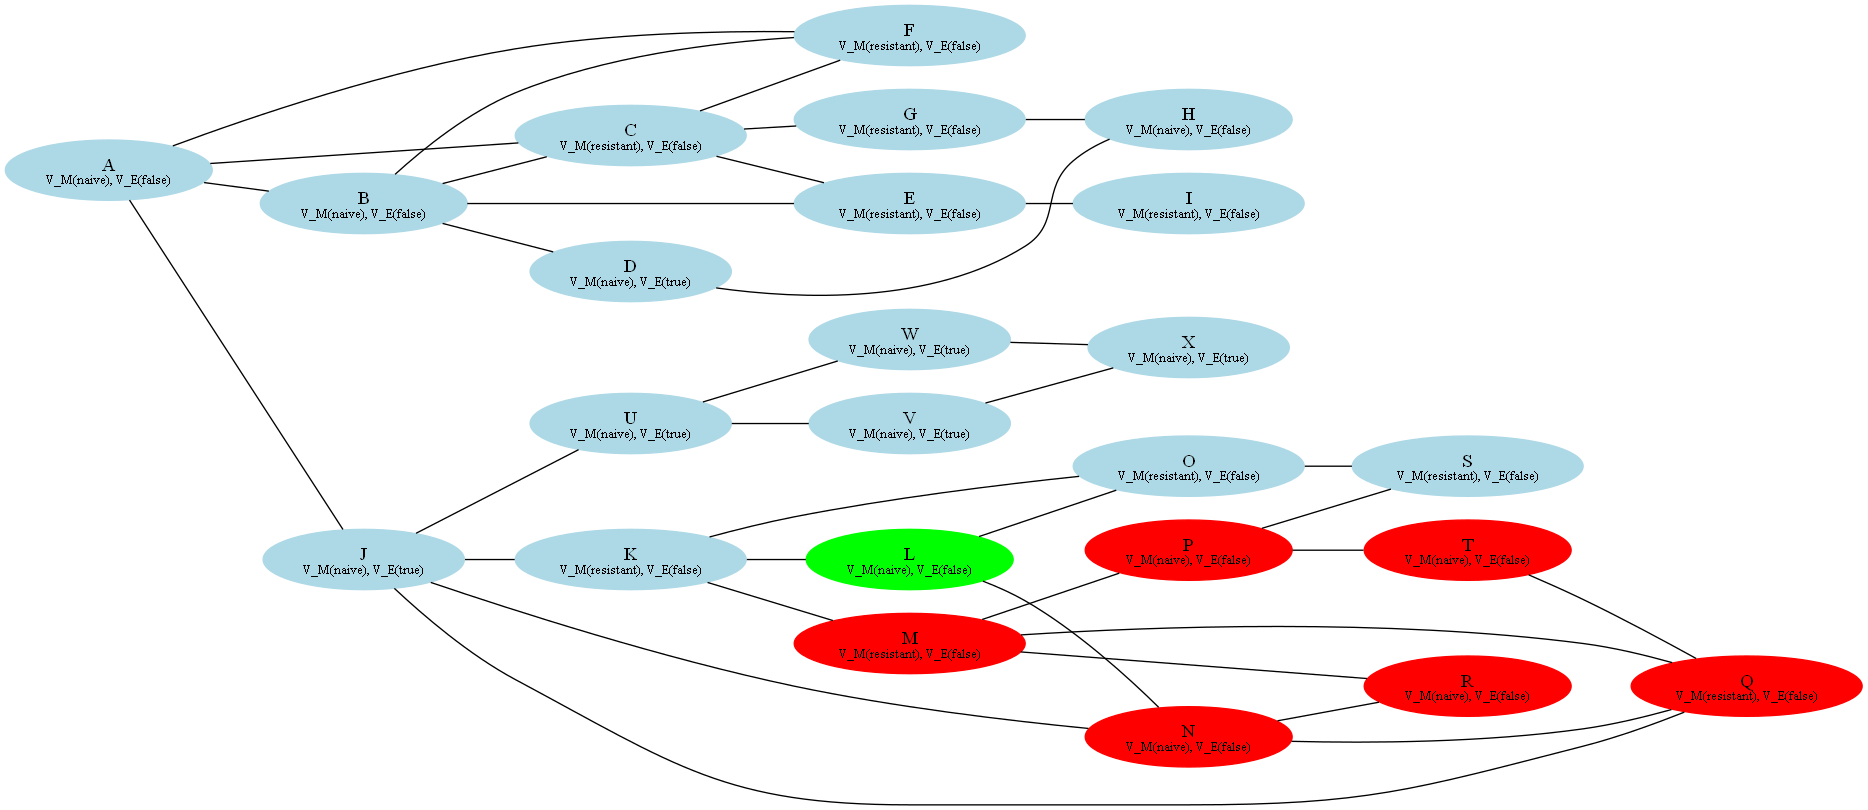 F
V_M(resistant), V_E(false)
G
V_M(resistant), V_E(false)
H
V_M(naive), V_E(false)
C
V_M(resistant), V_E(false)
A
V_M(naive), V_E(false)
B
V_M(naive), V_E(false)
E
V_M(resistant), V_E(false)
I
V_M(resistant), V_E(false)
D
V_M(naive), V_E(true)
W
V_M(naive), V_E(true)
X
V_M(naive), V_E(true)
U
V_M(naive), V_E(true)
V
V_M(naive), V_E(true)
O
V_M(resistant), V_E(false)
S
V_M(resistant), V_E(false)
J
V_M(naive), V_E(true)
K
V_M(resistant), V_E(false)
L
V_M(naive), V_E(false)
P
V_M(naive), V_E(false)
T
V_M(naive), V_E(false)
M
V_M(resistant), V_E(false)
R
V_M(naive), V_E(false)
Q
V_M(resistant), V_E(false)
N
V_M(naive), V_E(false)